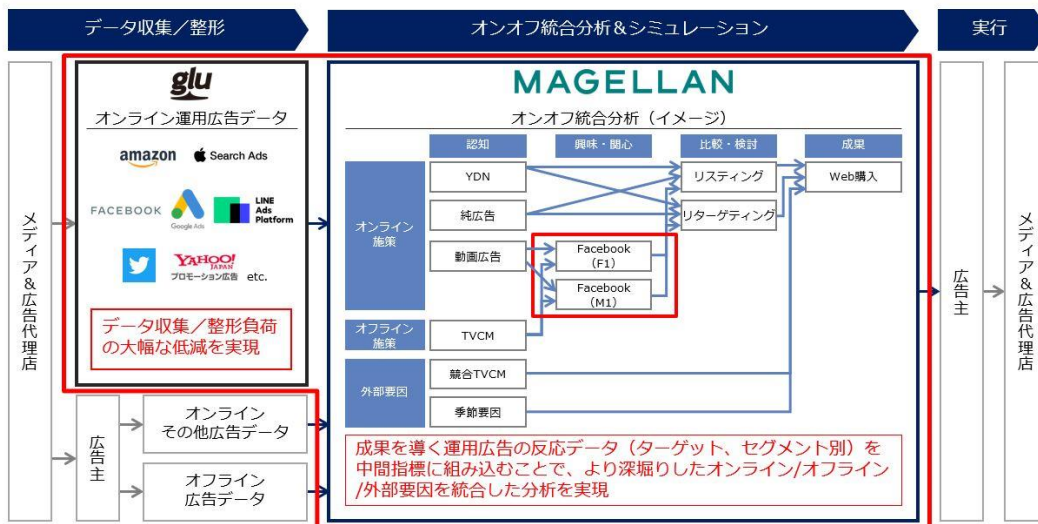 データ収集／整形
オンオフ統合分析＆シミュレーション
実行
メディア＆広告代理店
glu
オンライン運用広告データ
amazon
Search Ads
FACEBOOK
Google Ads
LINE
Ads
Platform
YAHOO!
JAPAN
プロモーション広告
etc.
データ収集／整形負荷
の大幅な低減を実現
広告主
オンライン
その他広告データ
オフライン
広告データ
MAGELLAN
オンオフ統合分析（イメージ）
認知
興味・関心
比較・検討
成果
オンライン
施策
YDN
リスティング
Web購入
純広告
リターゲティング
動画広告
Facebook
（F1）
Facebook
（M1）
オフライン
施策
TVCM
外部要因
競合TVCM
季節要因
成果を導く運用広告の反応データ（ターゲット、セグメント別）を
中間指標に組み込むことで、より深堀りしたオンライン/オフライン
/外部要因を統合した分析を実現
広告主
メディア＆広告代理店